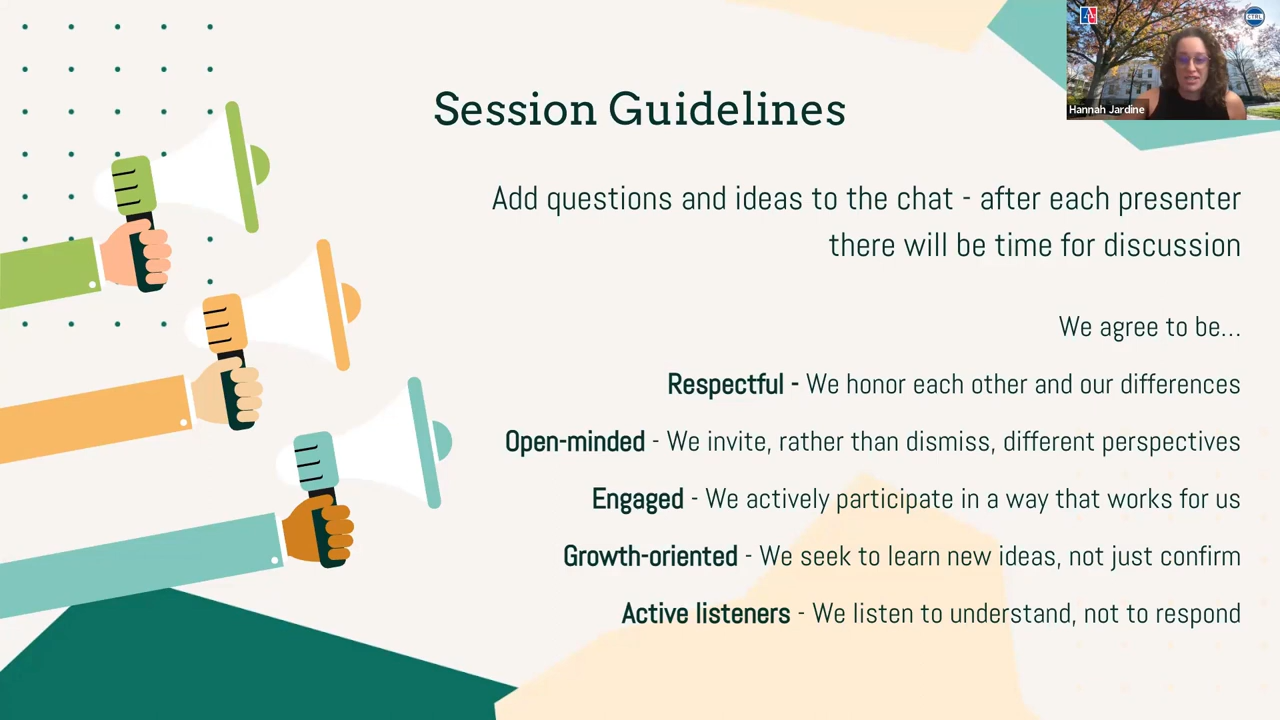 CTRL
Hannah Jardine
Session Guidelines
Add questions and ideas to the chat - after each presenter
there will be time for discussion
We agree to be...
Respectful - We honor each other and our differences
Open-minded - We invite, rather than dismiss, different perspectives
Engaged - We actively participate in a way that works for us
Growth-oriented - We seek to learn new ideas, not just confirm
Active listeners - We listen to understand, not to respond